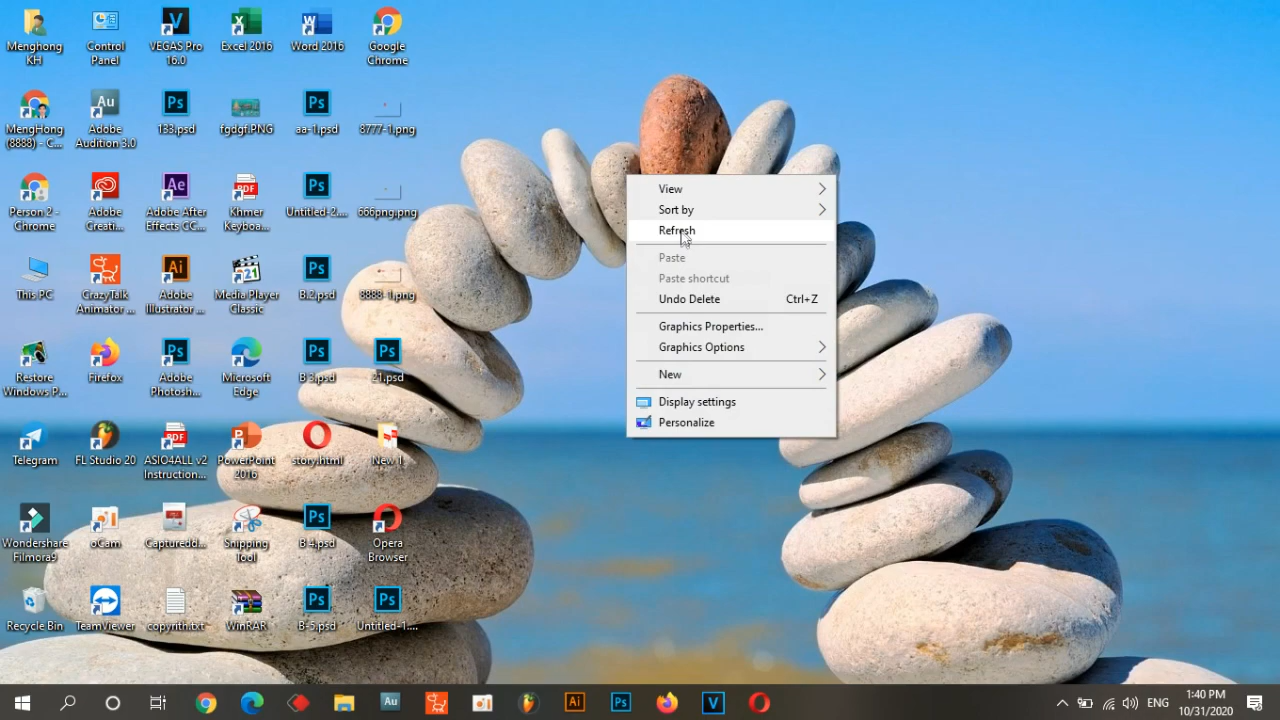 Menghong
KH
Control
Panel
VEGAS Pro
16.0
Excel 2016
Word 2016
Google
Chrome
MengHong
(8888) - C...
Adobe
Audition 3.0
133.psd
fgdgf.PNG
aa-1.psd
8777-1.png
Person 2 -
Chrome
Adobe
Creati...
Adobe After
Effects CC...
Khmer
Keyboa...
Untitled-2....
666png.png
This PC
CrazyTalk
Animator ...
Adobe
Illustrator ...
Media Player
Classic
B.2.psd
8888-1.png
Restore
Windows P...
Firefox
Adobe
Photosh...
Microsoft
Edge
B 3.psd
21.psd
Telegram
FL Studio 20
ASIO4ALL v2
Instruction...
PowerPoint
2016
story.html
New 1
Wondershare
Filmora9
oCam
Capturedd...
Snipping
Tool
B 4.psd
Opera
Browser
Recycle Bin
TeamViewer
copyrith.txt
WinRAR
B-5.psd
Untitled-1....
View
Sort by
Refresh
Paste
Paste shortcut
Undo Delete Ctrl+Z
Graphics Properties...
Graphics Options
New
Display settings
Personalize
ENG
1:40 PM
10/31/2020